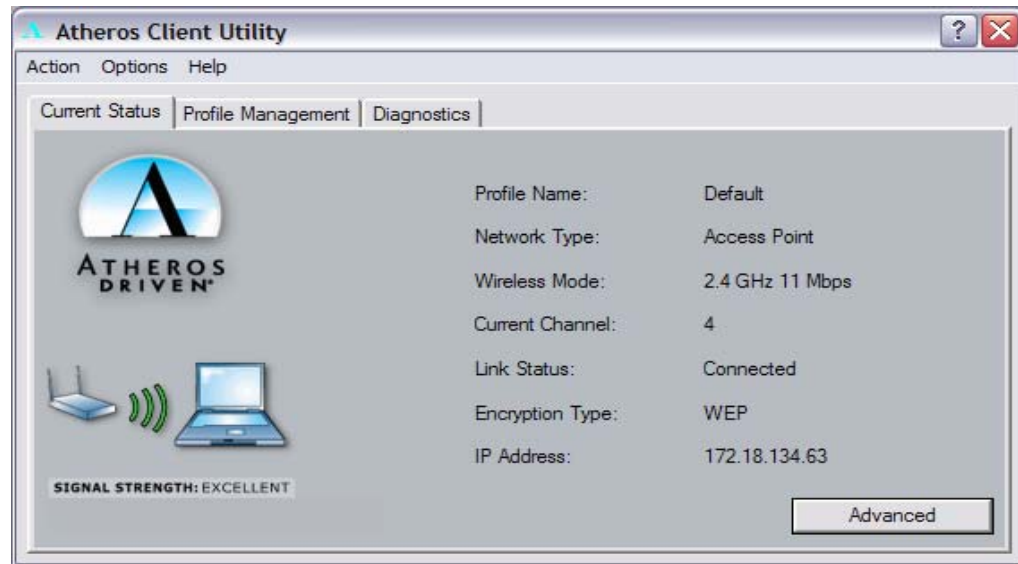 Atheros Client Utility
?
Action Options Help
Current Status Profile Management Diagnostics
A
ATHEROS
DRIVEN
Profile Name: Default
Network Type: Access Point
Wireless Mode: 2.4 GHz 11 Mbps
Current Channel: 4
Link Status: Connected
Encryption Type: WEP
IP Address: 172.18.134.63
SIGNAL STRENGTH: EXCELLENT
Advanced